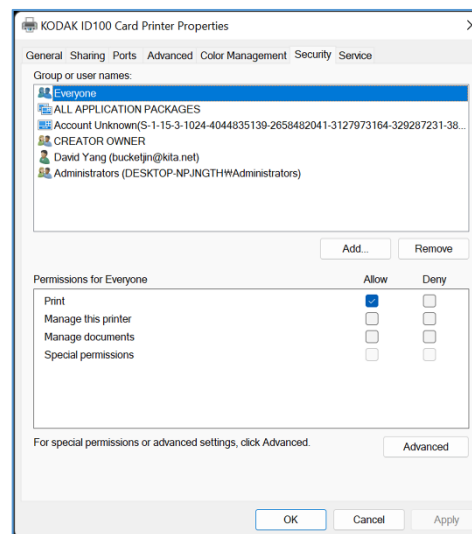 KODAK ID100 Card Printer Properties
General Sharing Ports Advanced Color Management Security Service
Group or user names:
Everyone
ALL APPLICATION PACKAGES
Account Unknown(S-1-15-3-1024-4044835139-2658482041-3127973164-329287231-38...
CREATOR OWNER
David Yang (bucketjin@kita.net)
Administrators (DESKTOP-NPJNGTH₩Administrators)
Add... Remove
Permissions for Everyone Allow Deny
Print
Manage this printer
Manage documents
Special permissions
For special permissions or advanced settings, click Advanced.
Advanced
OK Cancel Apply